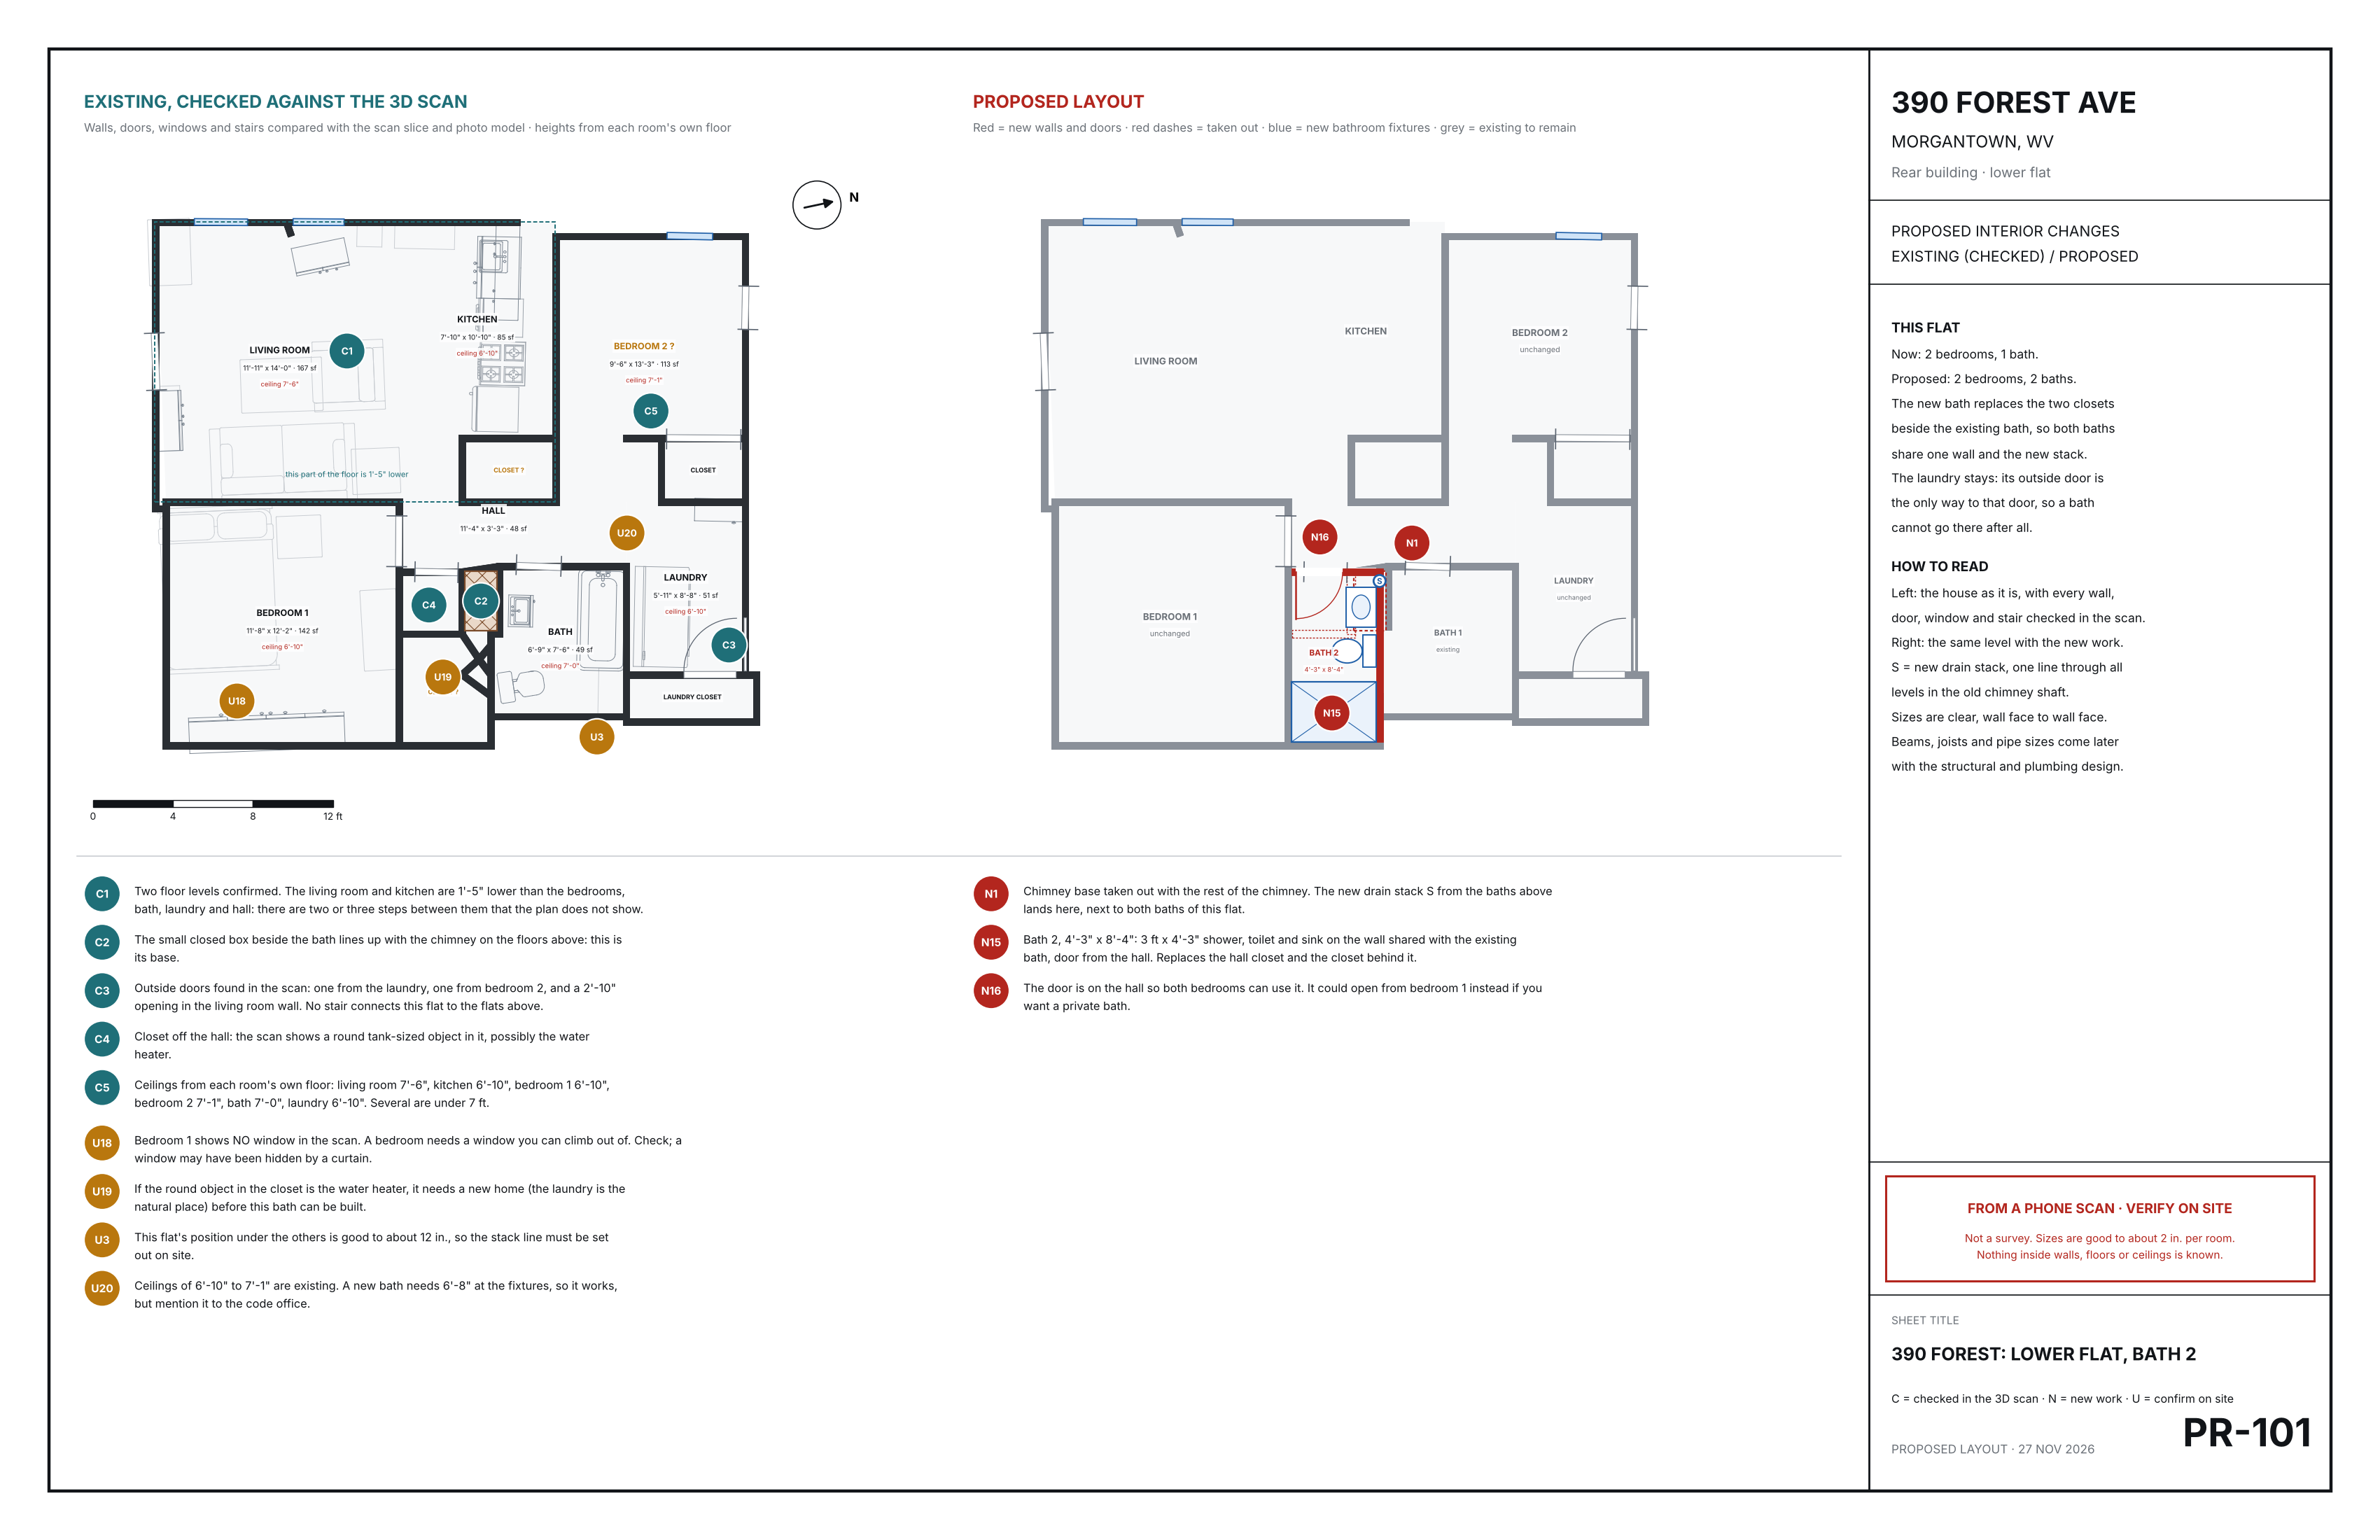 EXISTING, CHECKED AGAINST THE 3D SCAN
Walls, doors, windows and stairs compared with the scan slice and photo model · heights from each room's own floor
N
LIVING ROOM
11'-11" x 14'-0" · 167 sf
ceiling 7'-6"
C1
KITCHEN
7'-10" x 10'-10" · 85 sf
ceiling 6'-10"
BEDROOM 2 ?
9'-6" x 13'-3" · 113 sf
ceiling 7'-1"
C5
this part of the floor is 1'-5" lower
CLOSET ?
CLOSET
HALL
11'-4" x 3'-3" · 48 sf
U20
C4
C2
LAUNDRY
5'-11" x 8'-8" · 51 sf
ceiling 6'-10"
BEDROOM 1
11'-8" x 12'-2" · 142 sf
ceiling 6'-10"
BATH
6'-9" x 7'-6" · 49 sf
ceiling 7'-0"
C3
U19
U18
LAUNDRY CLOSET
U3
0 4 8 12 ft
C1 Two floor levels confirmed. The living room and kitchen are 1'-5" lower than the bedrooms,
bath, laundry and hall: there are two or three steps between them that the plan does not show.
C2 The small closed box beside the bath lines up with the chimney on the floors above: this is
its base.
C3 Outside doors found in the scan: one from the laundry, one from bedroom 2, and a 2'-10"
opening in the living room wall. No stair connects this flat to the flats above.
C4 Closet off the hall: the scan shows a round tank-sized object in it, possibly the water
heater.
C5 Ceilings from each room's own floor: living room 7'-6", kitchen 6'-10", bedroom 1 6'-10",
bedroom 2 7'-1", bath 7'-0", laundry 6'-10". Several are under 7 ft.
U18 Bedroom 1 shows NO window in the scan. A bedroom needs a window you can climb out of. Check; a
window may have been hidden by a curtain.
U19 If the round object in the closet is the water heater, it needs a new home (the laundry is the
natural place) before this bath can be built.
U3 This flat's position under the others is good to about 12 in., so the stack line must be set
out on site.
U20 Ceilings of 6'-10" to 7'-1" are existing. A new bath needs 6'-8" at the fixtures, so it works,
but mention it to the code office.
PROPOSED LAYOUT
Red = new walls and doors · red dashes = taken out · blue = new bathroom fixtures · grey = existing to remain
KITCHEN
BEDROOM 2
unchanged
LIVING ROOM
N16
N1
S
LAUNDRY
unchanged
BEDROOM 1
unchanged
BATH 1
existing
BATH 2
4'-3" x 8'-4"
N15
N1 Chimney base taken out with the rest of the chimney. The new drain stack S from the baths above
lands here, next to both baths of this flat.
N15 Bath 2, 4'-3" x 8'-4": 3 ft x 4'-3" shower, toilet and sink on the wall shared with the existing
bath, door from the hall. Replaces the hall closet and the closet behind it.
N16 The door is on the hall so both bedrooms can use it. It could open from bedroom 1 instead if you
want a private bath.
390 FOREST AVE
MORGANTOWN, WV
Rear building · lower flat
PROPOSED INTERIOR CHANGES
EXISTING (CHECKED) / PROPOSED
THIS FLAT
Now: 2 bedrooms, 1 bath.
Proposed: 2 bedrooms, 2 baths.
The new bath replaces the two closets
beside the existing bath, so both baths
share one wall and the new stack.
The laundry stays: its outside door is
the only way to that door, so a bath
cannot go there after all.
HOW TO READ
Left: the house as it is, with every wall,
door, window and stair checked in the scan.
Right: the same level with the new work.
S = new drain stack, one line through all
levels in the old chimney shaft.
Sizes are clear, wall face to wall face.
Beams, joists and pipe sizes come later
with the structural and plumbing design.
FROM A PHONE SCAN · VERIFY ON SITE
Not a survey. Sizes are good to about 2 in. per room.
Nothing inside walls, floors or ceilings is known.
SHEET TITLE
390 FOREST: LOWER FLAT, BATH 2
C = checked in the 3D scan · N = new work · U = confirm on site
PR-101
PROPOSED LAYOUT · 27 NOV 2026